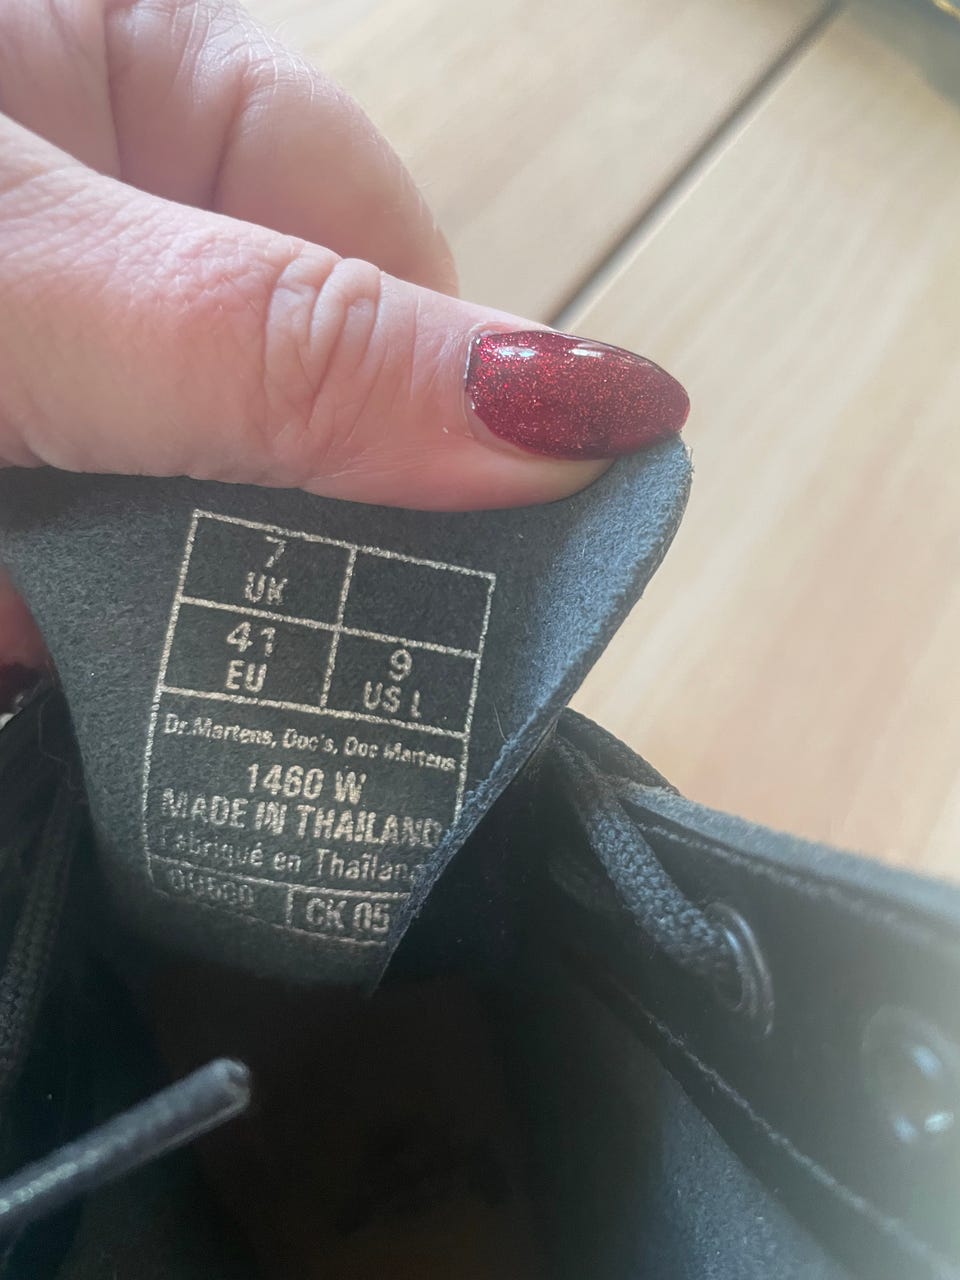 7
UK
41
EU
9
US L
Dr.Martens, Doc's, Doc Martens
1460 W
MADE IN THAILAND
Fabriqué en Thaïlan
CK 05